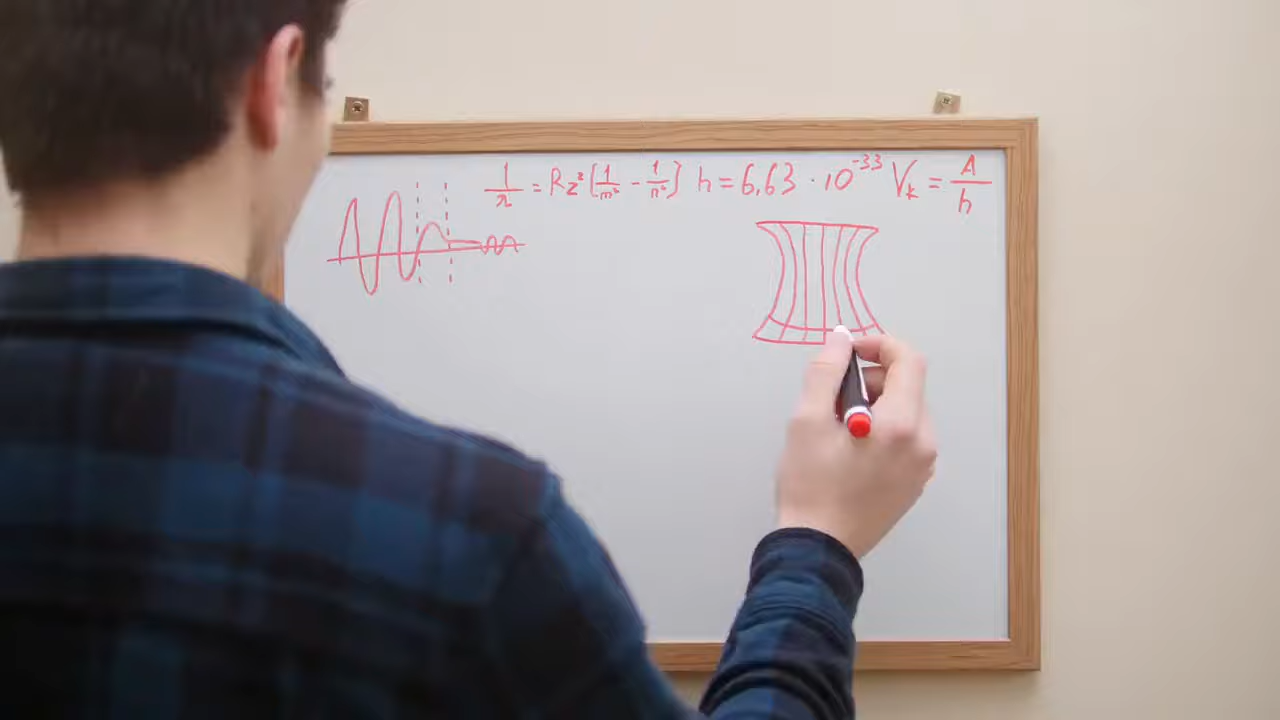 1/n = Rz²[1/m² - 1/n²] h = 6,63 · 10⁻³³ Vk = A/h